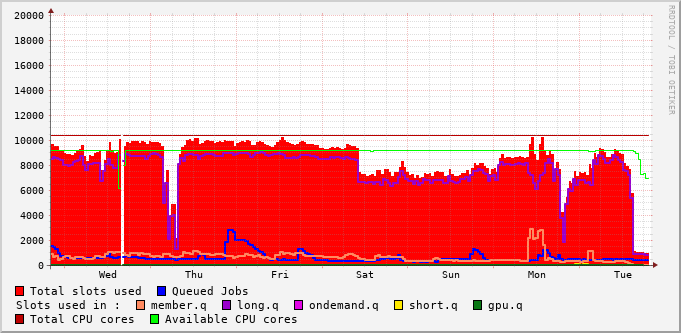 RRDTOOL / TOBI OETIKER
20000
18000
16000
14000
12000
10000
8000
6000
4000
2000
0
Wed Thu Fri Sat Sun Mon Tue
Total slots used Queued Jobs
Slots used in : member.q long.q ondemand.q short.q gpu.q
Total CPU cores Available CPU cores